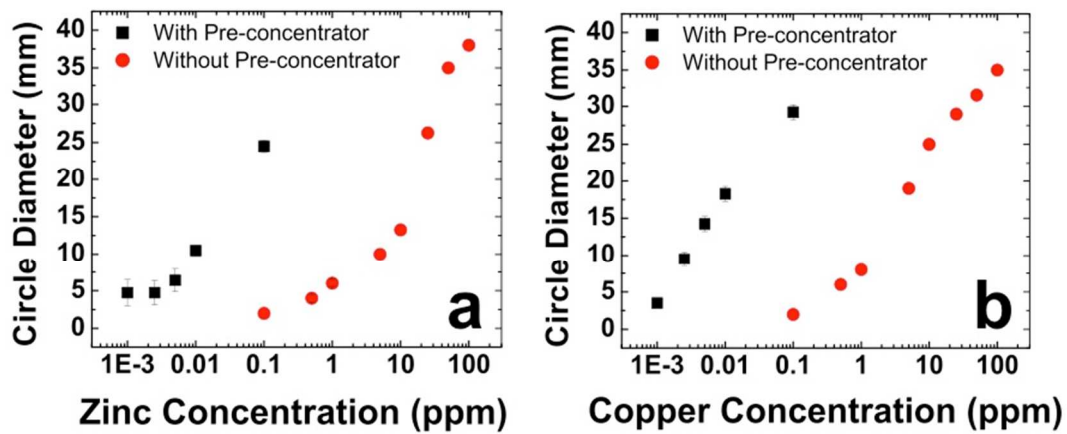 Circle Diameter (mm)
40
35
30
25
20
15
10
5
0
With Pre-concentrator
Without Pre-concentrator
a
1E-3 0.01 0.1 1 10 100
Zinc Concentration (ppm)
Circle Diameter (mm)
40
35
30
25
20
15
10
5
0
With Pre-concentrator
Without Pre-concentrator
b
1E-3 0.01 0.1 1 10 100
Copper Concentration (ppm)